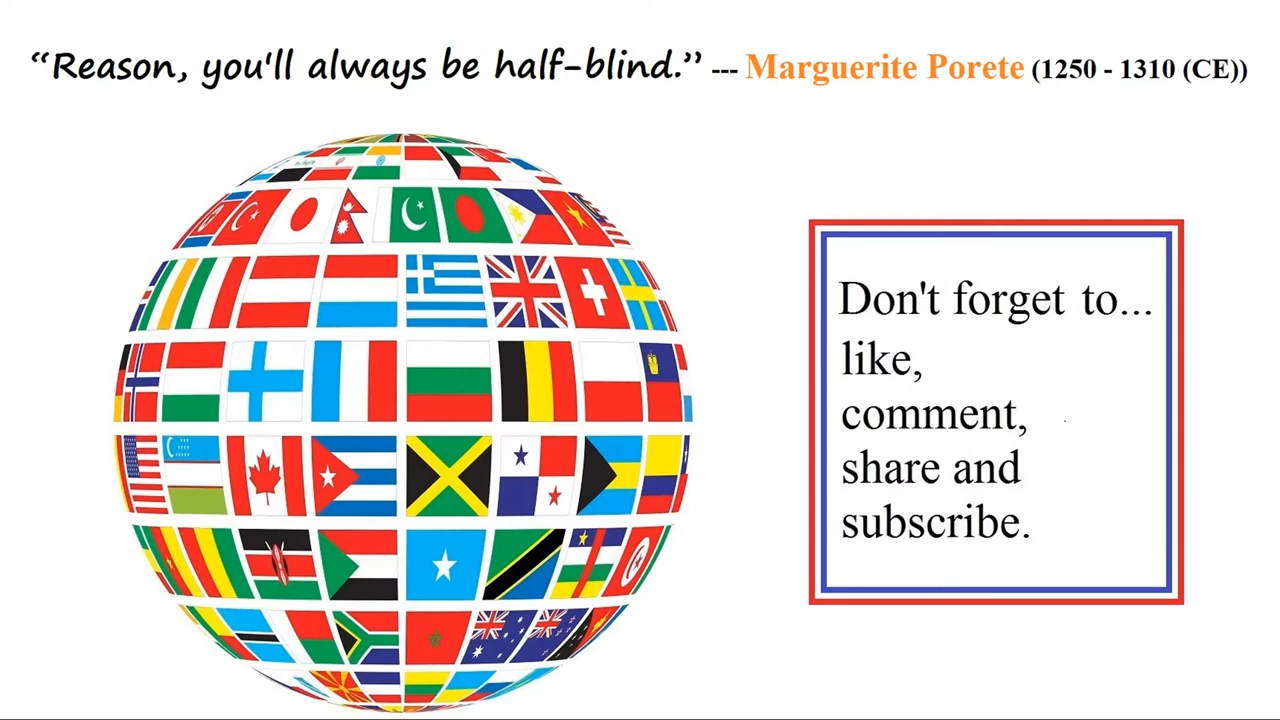 “Reason, you'll always be half-blind.” --- Marguerite Porete (1250 - 1310 (CE))
Don't forget to...
like,
comment,
share and
subscribe.